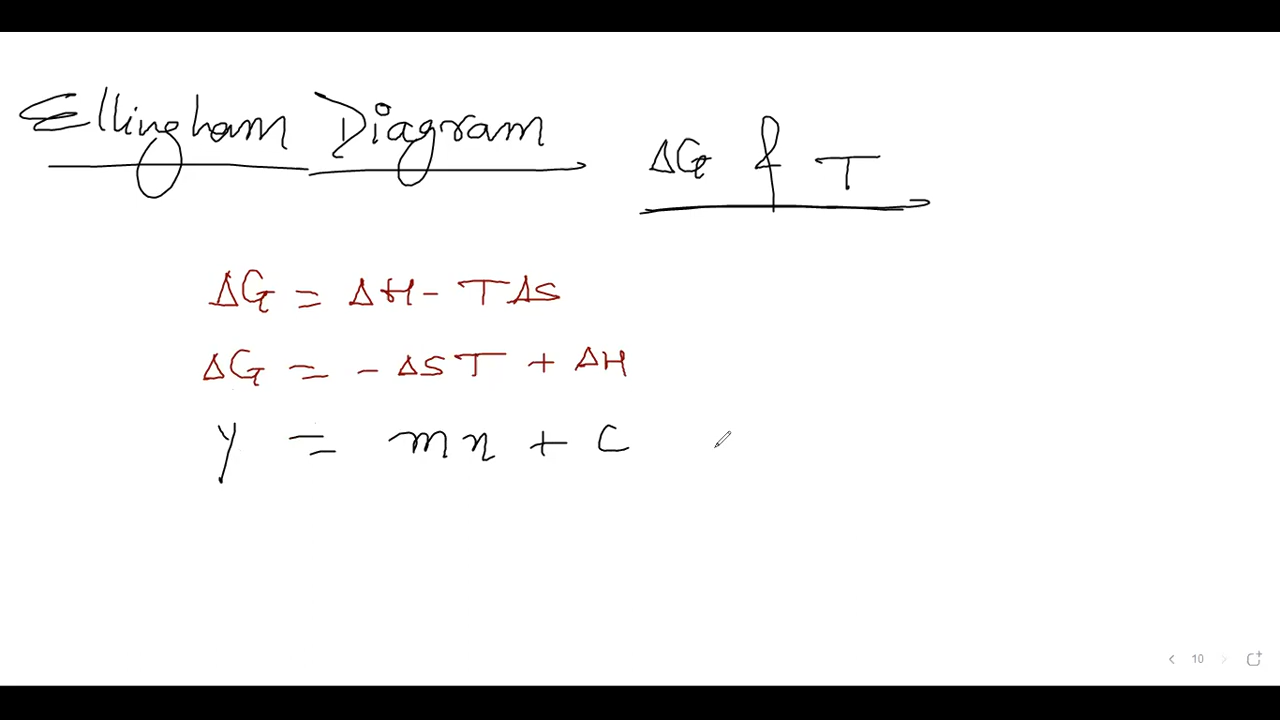 Ellingham Diagram
ΔG & T
ΔG = ΔH - TΔS
ΔG = - ΔS T + ΔH
y = mx + c
10